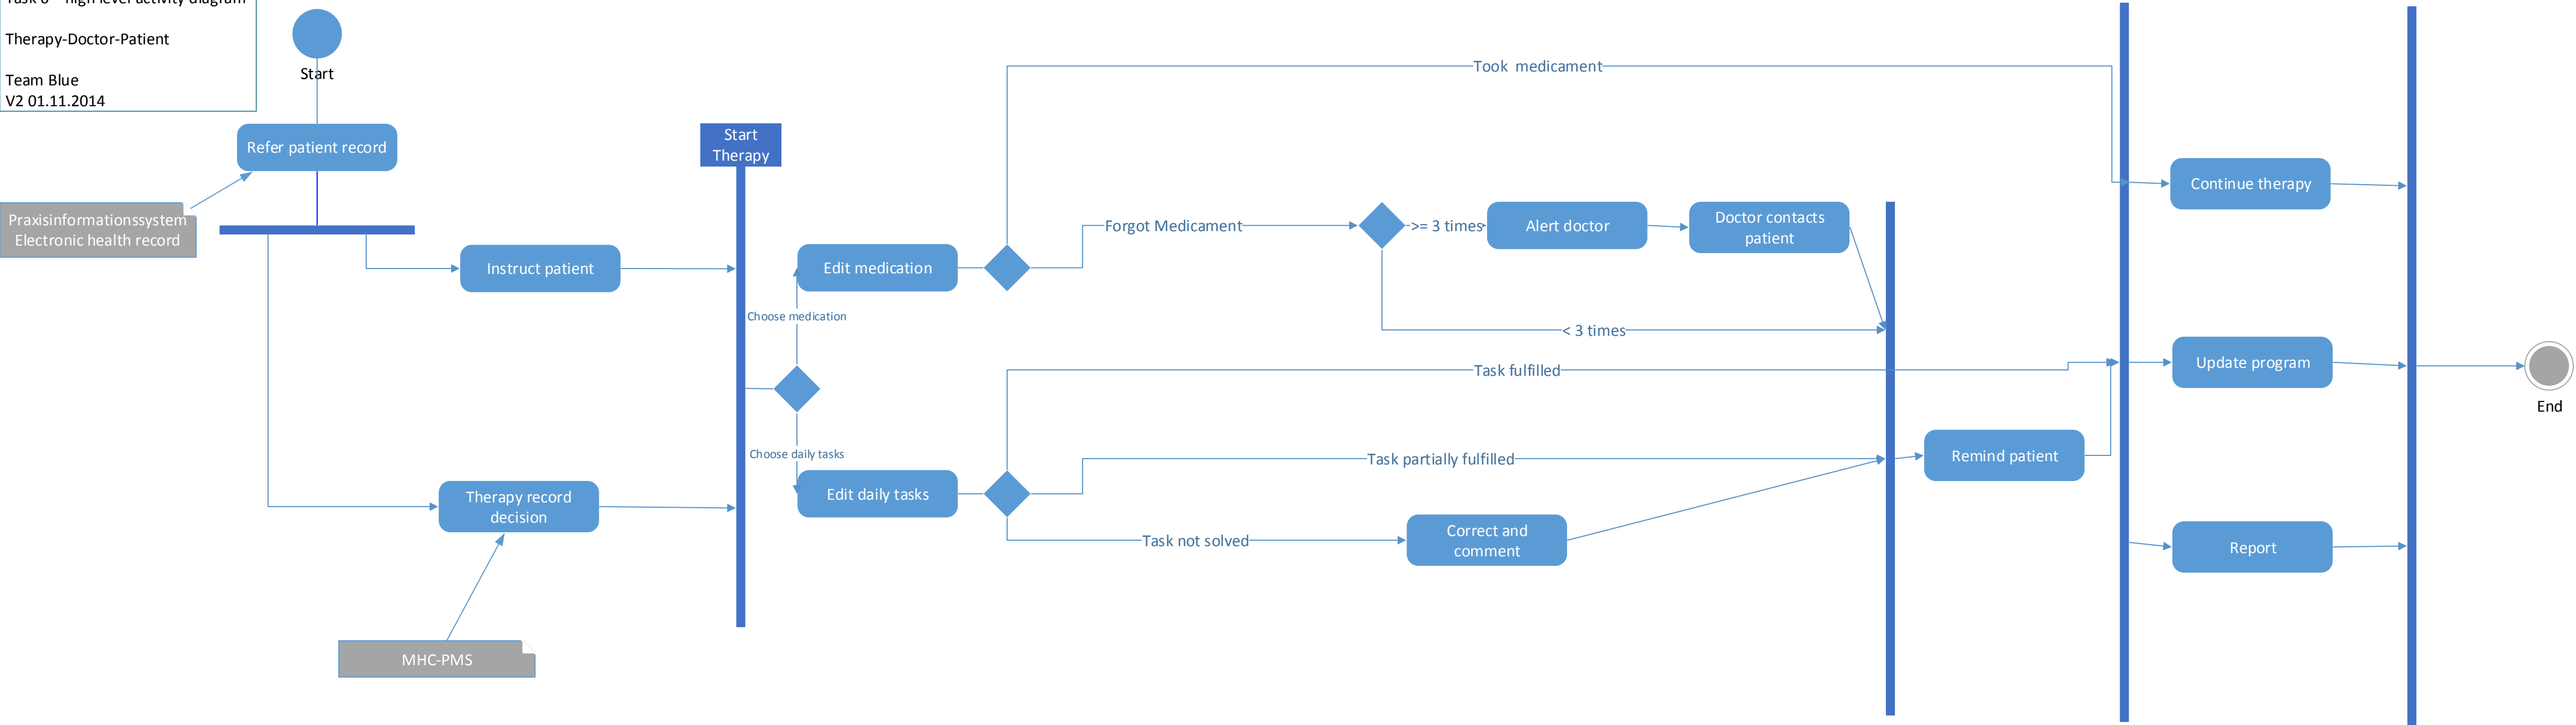 Therapy-Doctor-Patient
Team Blue
V2 01.11.2014
Start
Refer patient record
Praxisinformationssystem
Electronic health record
Instruct patient
Therapy record
decision
MHC-PMS
Start
Therapy
Choose medication
Choose daily tasks
Edit medication
Edit daily tasks
Took  medicament
Forgot Medicament
>= 3 times
Alert doctor
Doctor contacts
patient
< 3 times
Task fulfilled
Task partially fulfilled
Task not solved
Correct and
comment
Remind patient
Continue therapy
Update program
Report
End